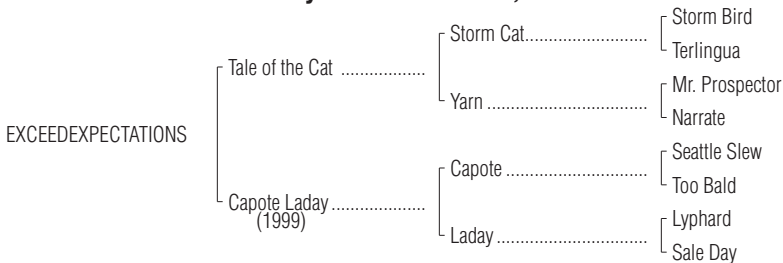 Storm Bird
Storm Cat..............................
Terlingua
Tale of the Cat ..................
Mr. Prospector
Yarn ....................................
Narrate
EXCEEDEXPECTATIONS
Seattle Slew
Capote ................................
Too Bald
Capote Laday ....................
(1999)
Lyphard
Laday ..................................
Sale Day